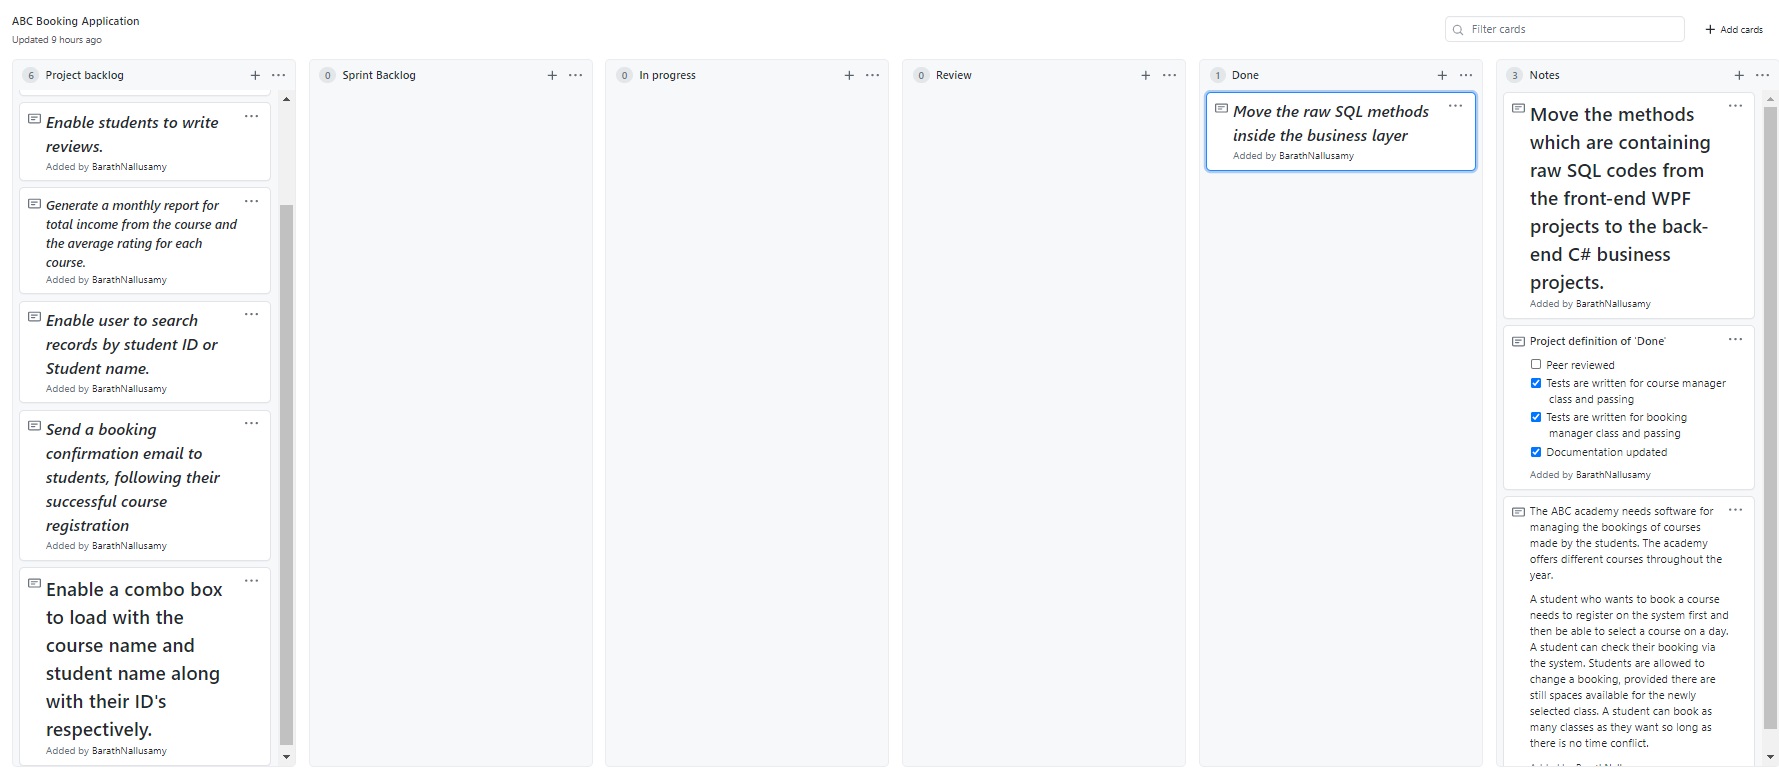 ABC Booking Application
Updated 9 hours ago
Filter cards
Add cards
6 Project backlog
Enable students to write
reviews.
Added by BarathNallusamy
Generate a monthly report for
total income from the course and
the average rating for each
course.
Added by BarathNallusamy
Enable user to search
records by student ID or
Student name.
Added by BarathNallusamy
Send a booking
confirmation email to
students, following their
successful course
registration
Added by BarathNallusamy
Enable a combo box
to load with the
course name and
student name along
with their ID's
respectively.
Added by BarathNallusamy
0 Sprint Backlog
0 In progress
0 Review
1 Done
Move the raw SQL methods
inside the business layer
Added by BarathNallusamy
3 Notes
Move the methods
which are containing
raw SQL codes from
the front-end WPF
projects to the back-
end C# business
projects.
Added by BarathNallusamy
Project definition of 'Done'
Peer reviewed
Tests are written for course manager
class and passing
Tests are written for booking
manager class and passing
Documentation updated
Added by BarathNallusamy
The ABC academy needs software for
managing the bookings of courses
made by the students. The academy
offers different courses throughout the
year.
A student who wants to book a course
needs to register on the system first and
then be able to select a course on a day.
A student can check their booking via
the system. Students are allowed to
change a booking, provided there are
still spaces available for the newly
selected class. A student can book as
many classes as they want so long as
there is no time conflict.